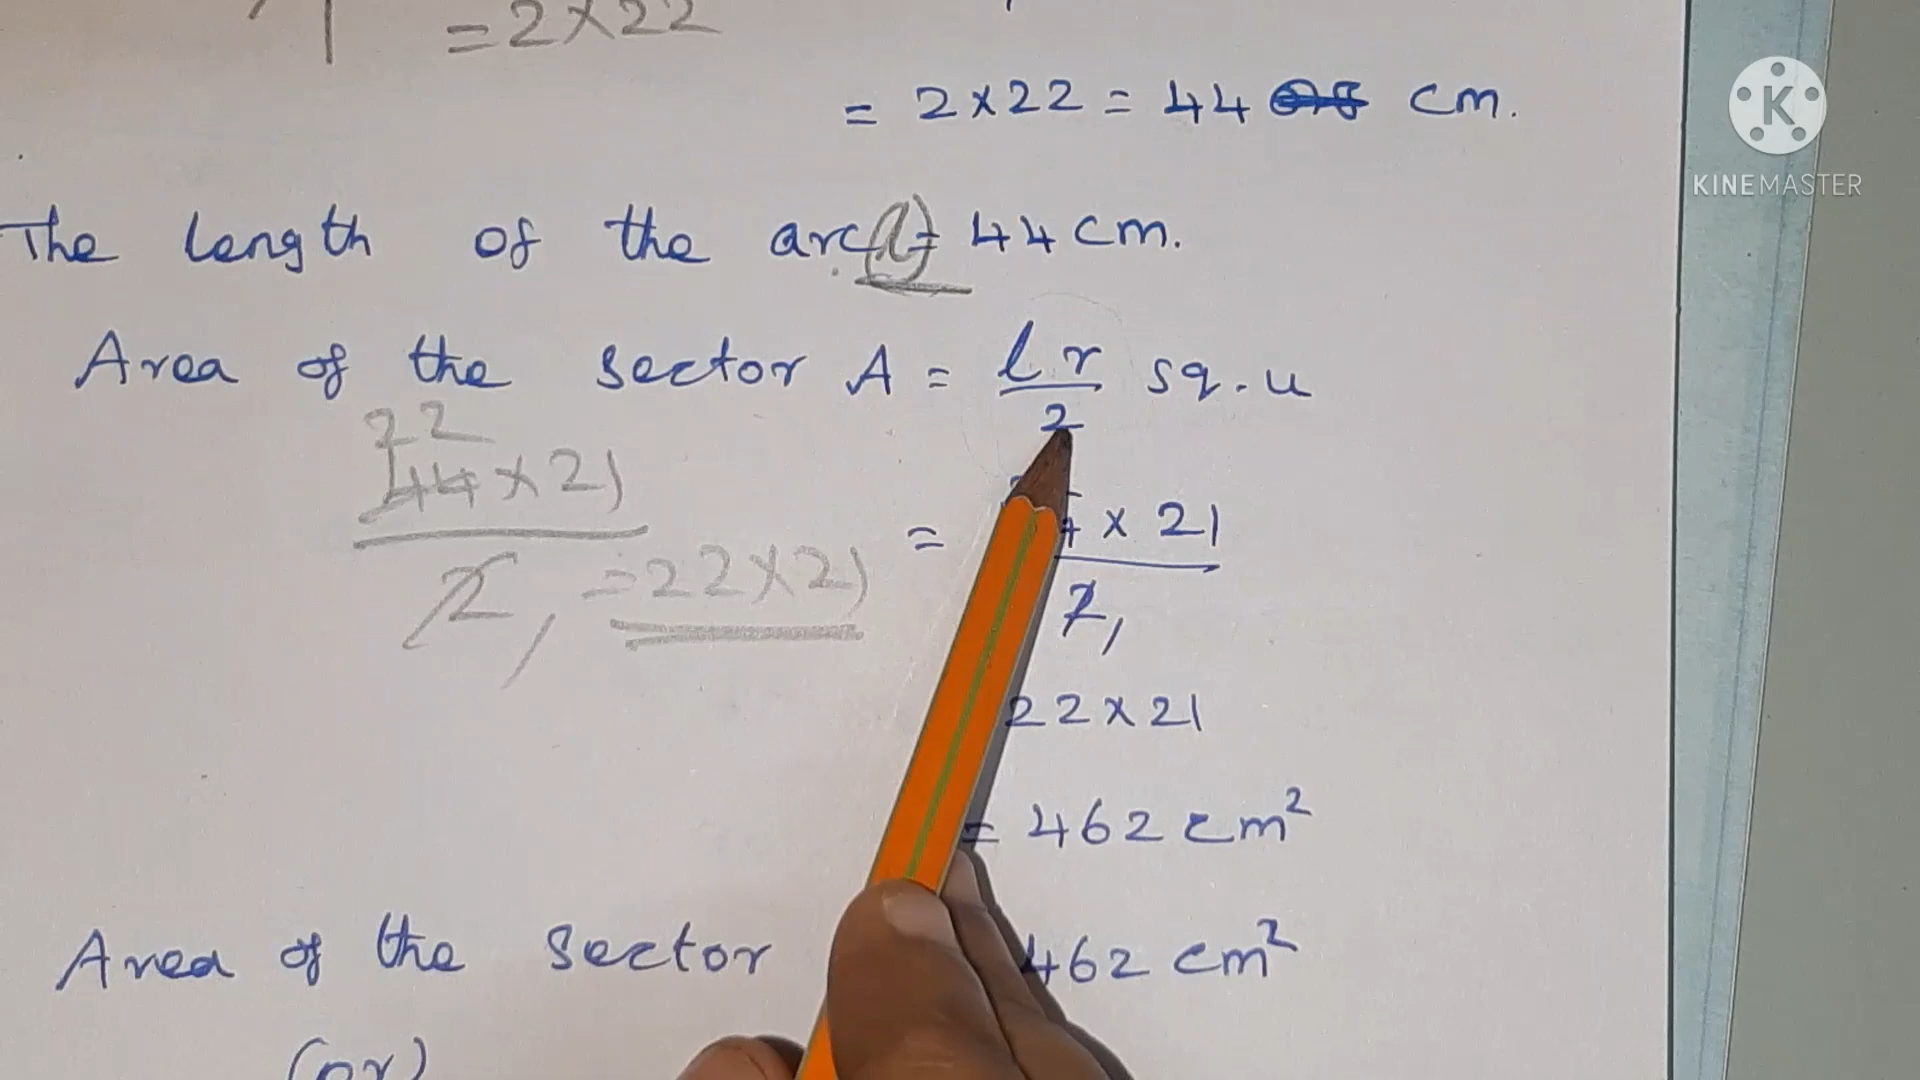 = 2×22
= 2×22 = 44 cm.
K
KINEMASTER
The length of the arc(l) = 44 cm.
Area of the sector A = lr/2 sq.u
22
44×21
2, = 22×21
= × 21
2,
22×21
= 462 cm²
Area of the sector 462 cm²
(or)